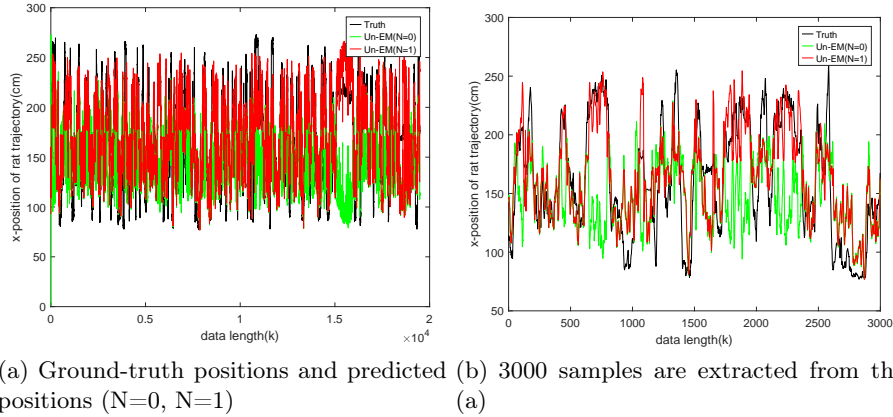 300
250
200
150
100
50
0
x-position of rat trajectory(cm)
Truth
Un-EM(N=0)
Un-EM(N=1)
0 0.5 1 1.5 2
data length(k)
×10⁴
300
250
200
150
100
50
x-position of rat trajectory(cm)
Truth
Un-EM(N=0)
Un-EM(N=1)
0 500 1000 1500 2000 2500 3000
data length(k)
(a) Ground-truth positions and predicted
positions (N=0, N=1)
(b) 3000 samples are extracted from th
(a)